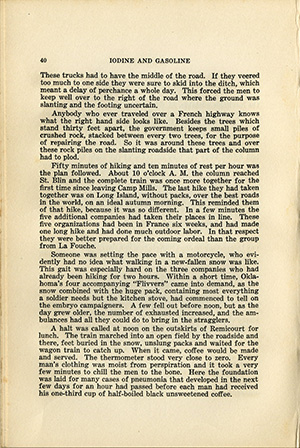 40 IODINE AND GASOLINE
These trucks had to have the middle of the road. If they veered
too much to one side they were sure to skid into the ditch, which
meant a delay of perchance a whole day. This forced the men to
keep well over to the right of the road where the ground was
slanting and the footing uncertain.
Anybody who ever traveled over a French highway knows
what the right hand side looks like. Besides the trees which
stand thirty feet apart, the government keeps small piles of
crushed rock, stacked between every two trees, for the purpose
of repairing the road. So it was around these trees and over
these rock piles on the slanting roadside that part of the column
had to plod.
Fifty minutes of hiking and ten minutes of rest per hour was
the plan followed. About 10 o'clock A. M. the column reached
St. Blin and the complete train was once more together for the
first time since leaving Camp Mills. The last hike they had taken
together was on Long Island, without packs, over the best roads
in the world, on an ideal autumn morning. This reminded them
of that hike, because it was so different. In a few minutes the
five additional companies had taken their places in line. These
five organizations had been in France six weeks, and had made
one long hike and had done much outdoor labor. In that respect
they were better prepared for the coming ordeal than the group
from La Fouche.
Someone was setting the pace with a motorcycle, who evi-
dently had no idea what walking in a new-fallen snow was like.
This gait was especially hard on the three companies who had
already been hiking for two hours. Within a short time, Okla-
homa's four accompanying "Flivvers" came into demand, as the
snow combined with the huge pack, containing most everything
a soldier needs but the kitchen stove, had commenced to tell on
the embryo campaigners. A few fell out before noon, but as the
day grew older, the number of exhausted increased, and the am-
bulances had all they could do to bring in the stragglers.
A halt was called at noon on the outskirts of Remicourt for
lunch. The train marched into an open field by the roadside and
there, feet buried in the snow, unslung packs and waited for the
wagon train to catch up. When it came, coffee would be made
and served. The thermometer stood very close to zero. Every
man's clothing was moist from perspiration and it took a very
few minutes to chill the men to the bone. Here the foundation
was laid for many cases of pneumonia that developed in the next
few days for an hour had passed before each man had received
his one-third cup of half-boiled black unsweetened coffee.